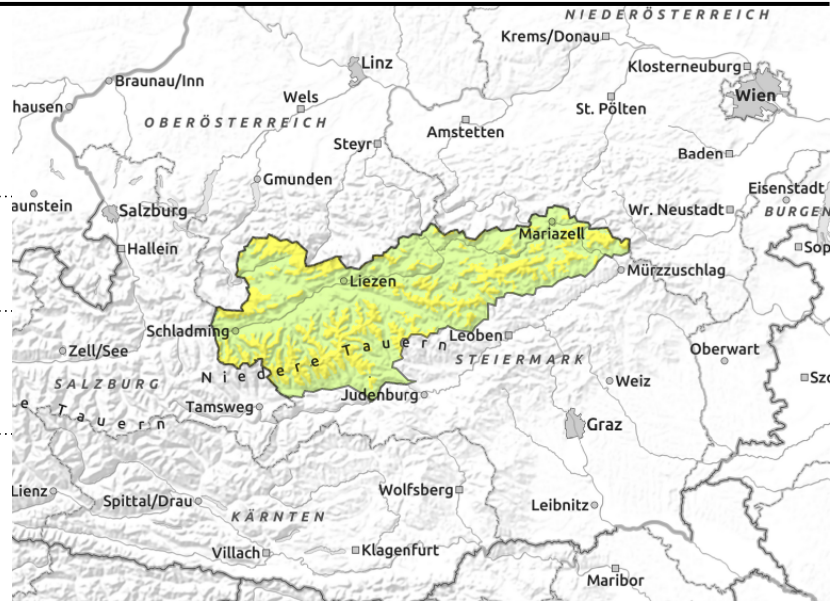 NIEDERÖSTERREICH
Krems/Donau
Linz
Klosterneuburg
Braunau/Inn
Wien
hausen
Wels
St. Pölten
OBERÖSTERREICH
Amstetten
Steyr
Baden
Gmunden
Eisenstadt
aunstein
Salzburg
Wr. Neustadt
BURGEN
Mariazell
Hallein
Sop
Mürzzuschlag
Liezen
Schladming
Leoben
Zell/See
Niedere Tauern
STEIERMARK
Oberwart
SALZBURG
Weiz
Szo
Judenburg
Tamsweg
e Tauern
Graz
Lienz
Wolfsberg
Spittal/Drau
Leibnitz
KÄRNTEN
Villach
Klagenfurt
Maribor